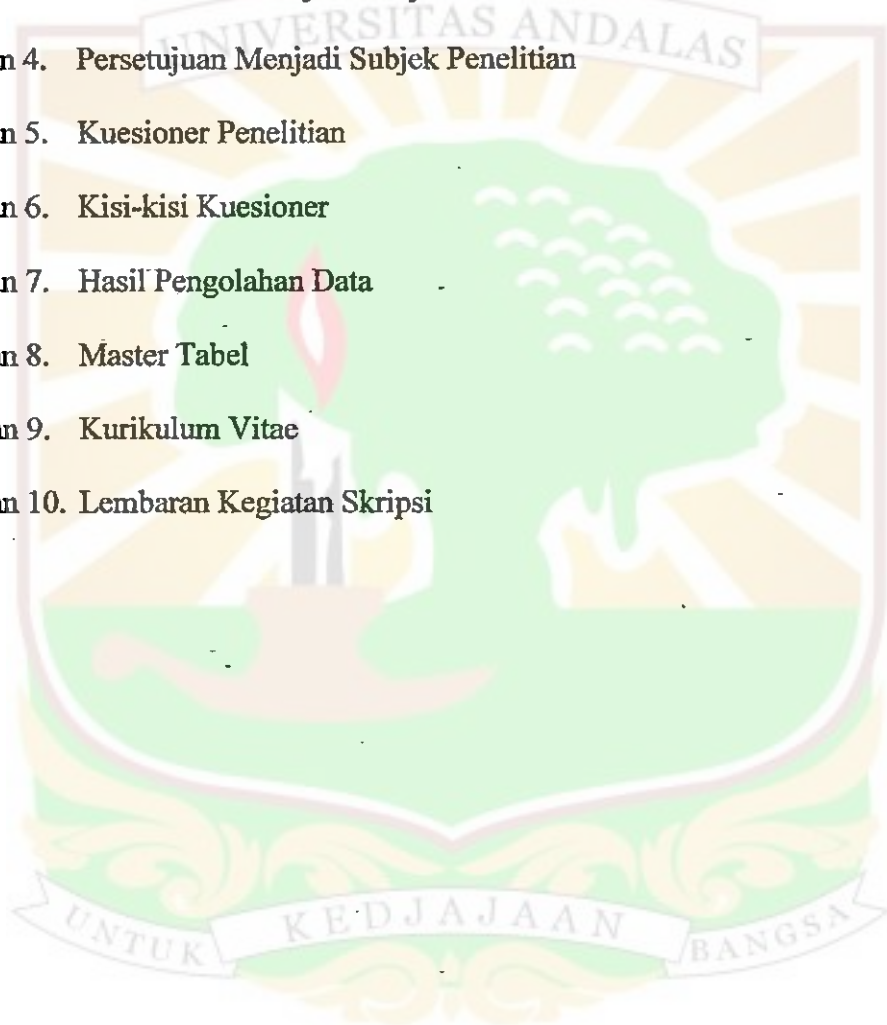 UNIVERSITAS ANDALAS
n 4. Persetujuan Menjadi Subjek Penelitian
n 5. Kuesioner Penelitian
n 6. Kisi-kisi Kuesioner
n 7. Hasil Pengolahan Data
n 8. Master Tabel
n 9. Kurikulum Vitae
n 10. Lembaran Kegiatan Skripsi
UNTUK KEDJAJAAN BANGSA